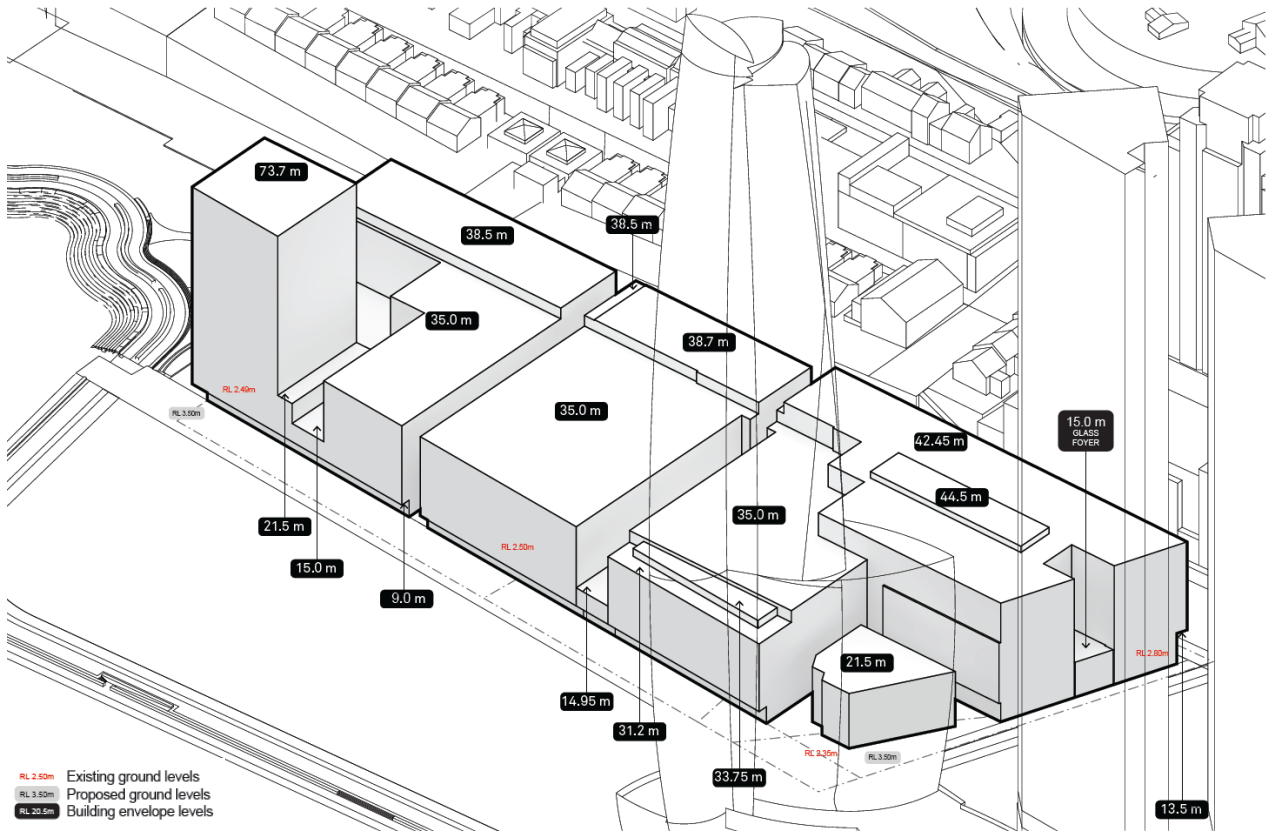 73.7 m
38.5 m
38.5 m
35.0 m
38.7 m
RL 2.49m
RL 3.50m
35.0 m
15.0 m
GLASS
FOYER
42.45 m
44.5 m
35.0 m
21.5 m
RL 2.50m
15.0 m
9.0 m
RL 2.80m
21.5 m
14.95 m
31.2 m
RL 2.35m
RL 3.50m
33.75 m
13.5 m
RL 2.50m Existing ground levels
RL 3.50m Proposed ground levels
RL 20.5m Building envelope levels